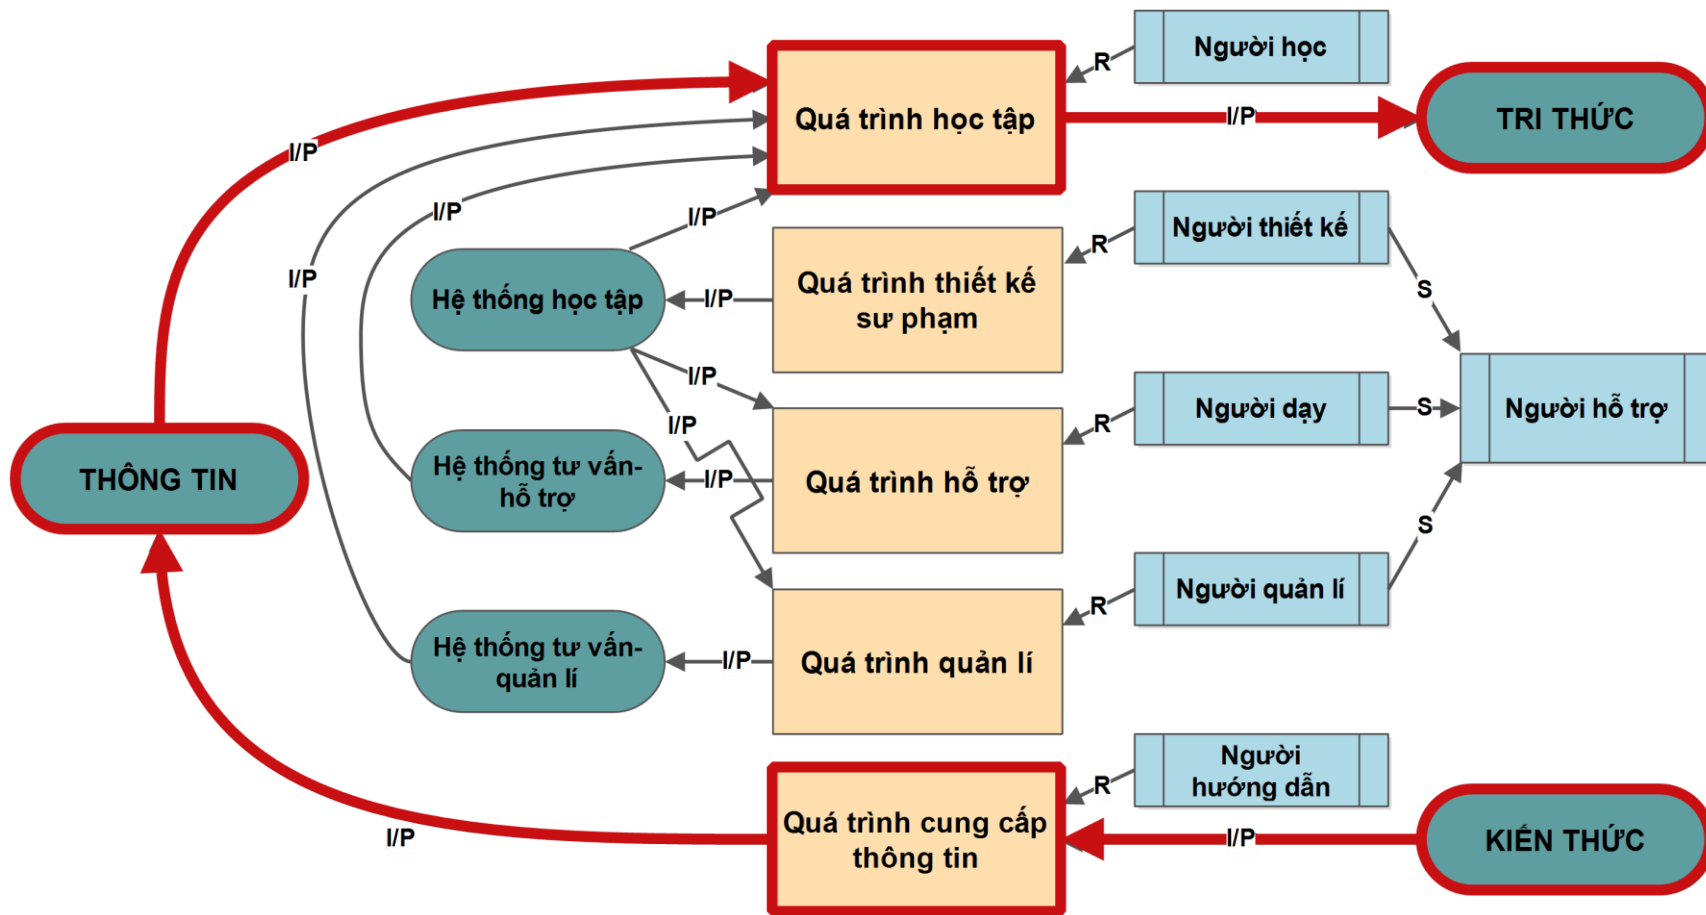 Người học
R
Quá trình học tập
I/P
TRI THỨC
I/P
I/P
I/P
I/P
Người thiết kế
R
Quá trình thiết kế
sư phạm
I/P
Hệ thống học tập
S
I/P
I/P
Người dạy
R
S
Người hỗ trợ
THÔNG TIN
Hệ thống tư vấn-
hỗ trợ
I/P
Quá trình hỗ trợ
S
Người quản lí
R
Hệ thống tư vấn-
quản lí
I/P
Quá trình quản lí
Người
hướng dẫn
R
Quá trình cung cấp
thông tin
I/P
I/P
KIẾN THỨC